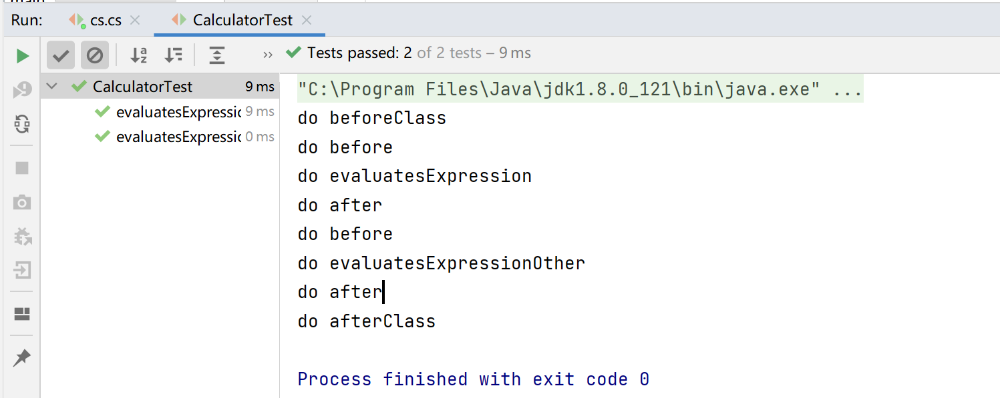 main
Run: cs.cs CalculatorTest
» Tests passed: 2 of 2 tests – 9 ms
CalculatorTest 9 ms
evaluatesExpressic 9 ms
evaluatesExpressic 0 ms
"C:\Program Files\Java\jdk1.8.0_121\bin\java.exe" ...
do beforeClass
do before
do evaluatesExpression
do after
do before
do evaluatesExpressionOther
do after
do afterClass
Process finished with exit code 0